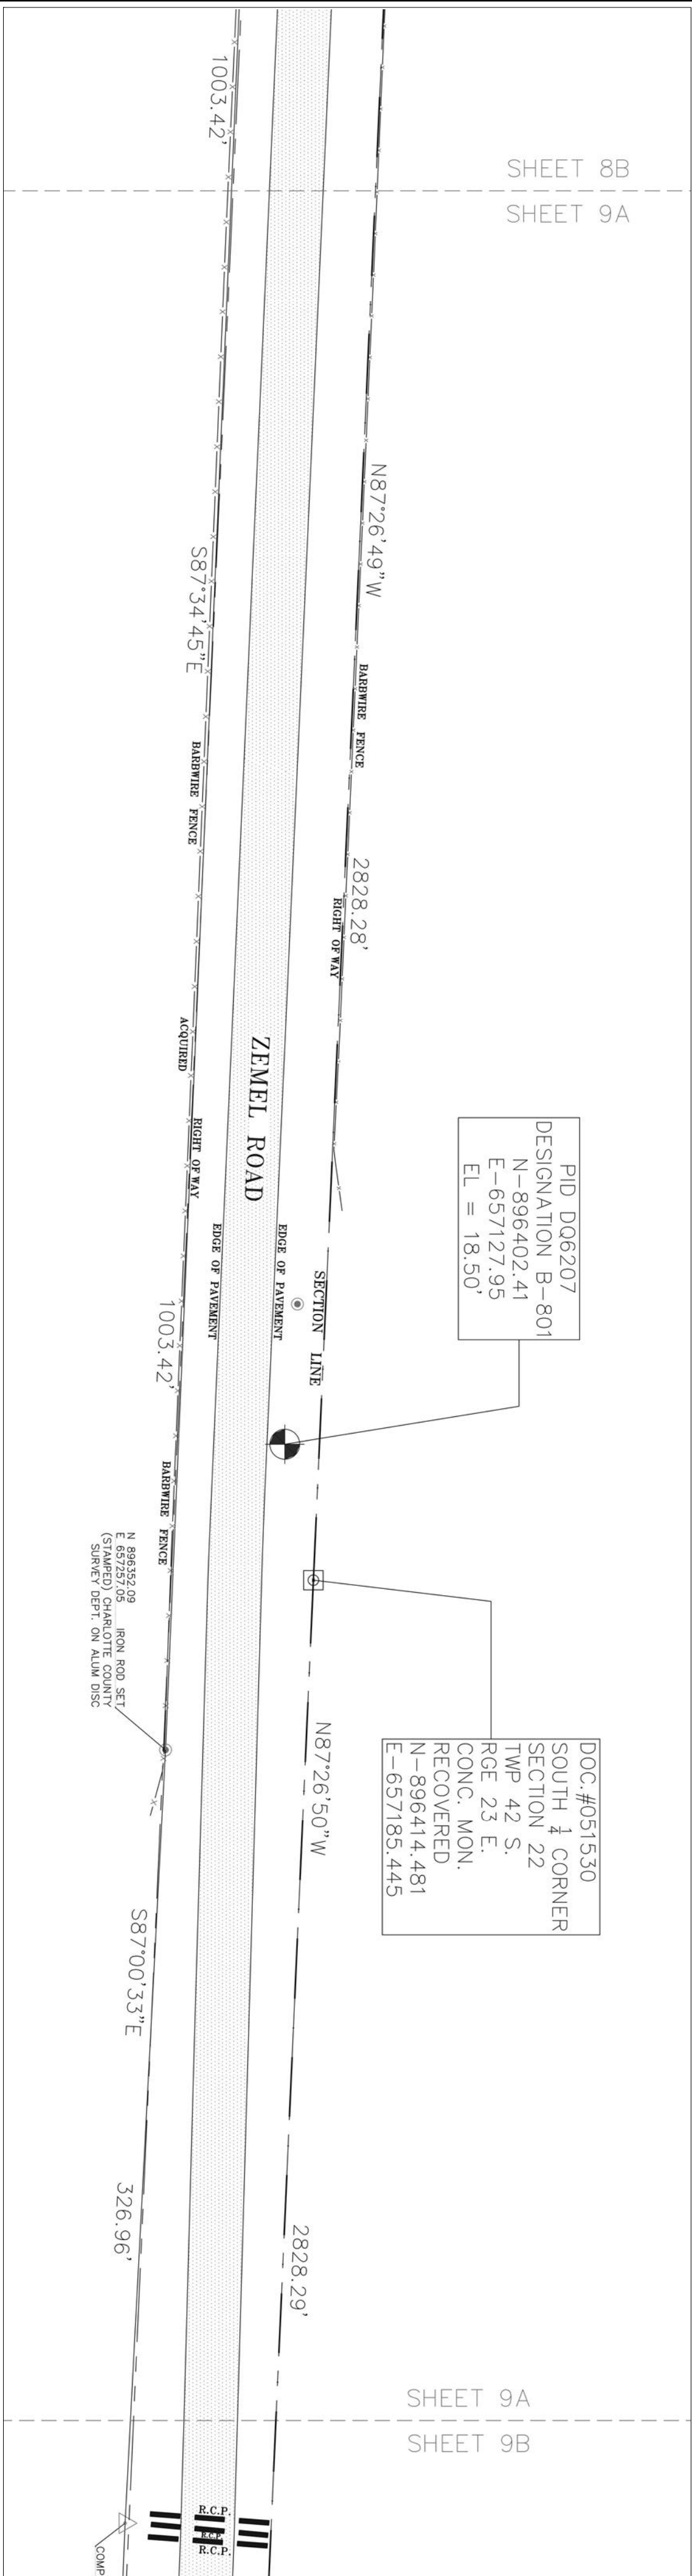 SHEET 8B
SHEET 9A
1003.42'
N87°26'49"W
S87°34'45"E
BARBWIRE FENCE
BARBWIRE FENCE
2828.28'
RIGHT OF WAY
ACQUIRED
RIGHT OF WAY
ZEMEL ROAD
EDGE OF PAVEMENT
EDGE OF PAVEMENT
SECTION LINE
PID DQ6207
DESIGNATION B-801
N-896402.41
E-657127.95
EL = 18.50'
1003.42'
BARBWIRE FENCE
N 896352.09
E 657257.05 IRON ROD SET
(STAMPED) CHARLOTTE COUNTY
SURVEY DEPT. ON ALUM DISC
DOC.#051530
SOUTH 1/4 CORNER
SECTION 22
TWP 42 S.
RGE 23 E.
CONC. MON.
RECOVERED
N-896414.481
E-657185.445
N87°26'50"W
S87°00'33"E
326.96'
2828.29'
SHEET 9A
SHEET 9B
R.C.P.
R.C.P.
R.C.P.
COMP